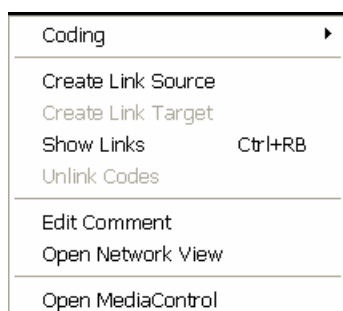 Coding
Create Link Source
Create Link Target
Show Links Ctrl+RB
Unlink Codes
Edit Comment
Open Network View
Open MediaControl